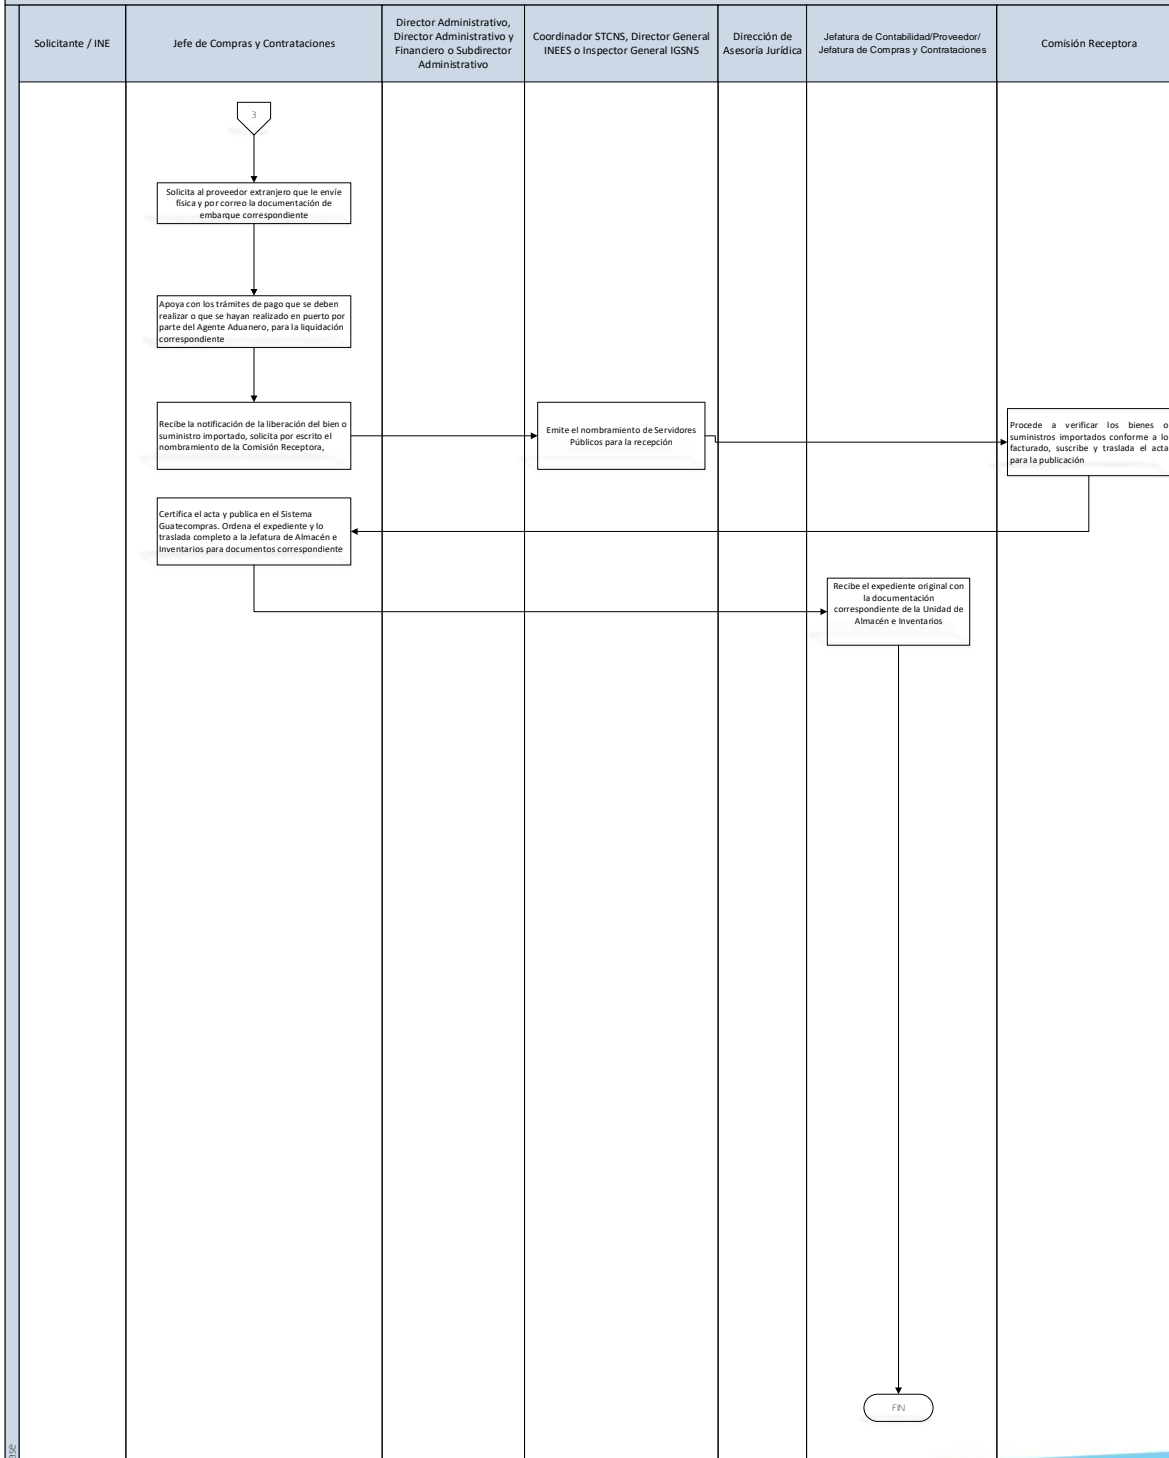 Solicitante / INE
Jefe de Compras y Contrataciones
Director Administrativo,
Director Administrativo y
Financiero o Subdirector
Administrativo
Coordinador STCNS, Director General
INEES o Inspector General IGSNS
Dirección de
Asesoría Jurídica
Jefatura de Contabilidad/Proveedor/
Jefatura de Compras y Contrataciones
Comisión Receptora
3
Solicita al proveedor extranjero que le envíe
física y por correo la documentación de
embarque correspondiente
Apoya con los trámites de pago que se deben
realizar o que se hayan realizado en puerto por
parte del Agente Aduanero, para la liquidación
correspondiente
Recibe la notificación de la liberación del bien o
suministro importado, solicita por escrito el
nombramiento de la Comisión Receptora,
Emite el nombramiento de Servidores
Públicos para la recepción
Procede a verificar los bienes o
suministros importados conforme a lo
facturado, suscribe y traslada el acta
para la publicación
Certifica el acta y publica en el Sistema
Guatecompras. Ordena el expediente y lo
traslada completo a la Jefatura de Almacén e
Inventarios para documentos correspondiente
Recibe el expediente original con
la documentación
correspondiente de la Unidad de
Almacén e Inventarios
FIN